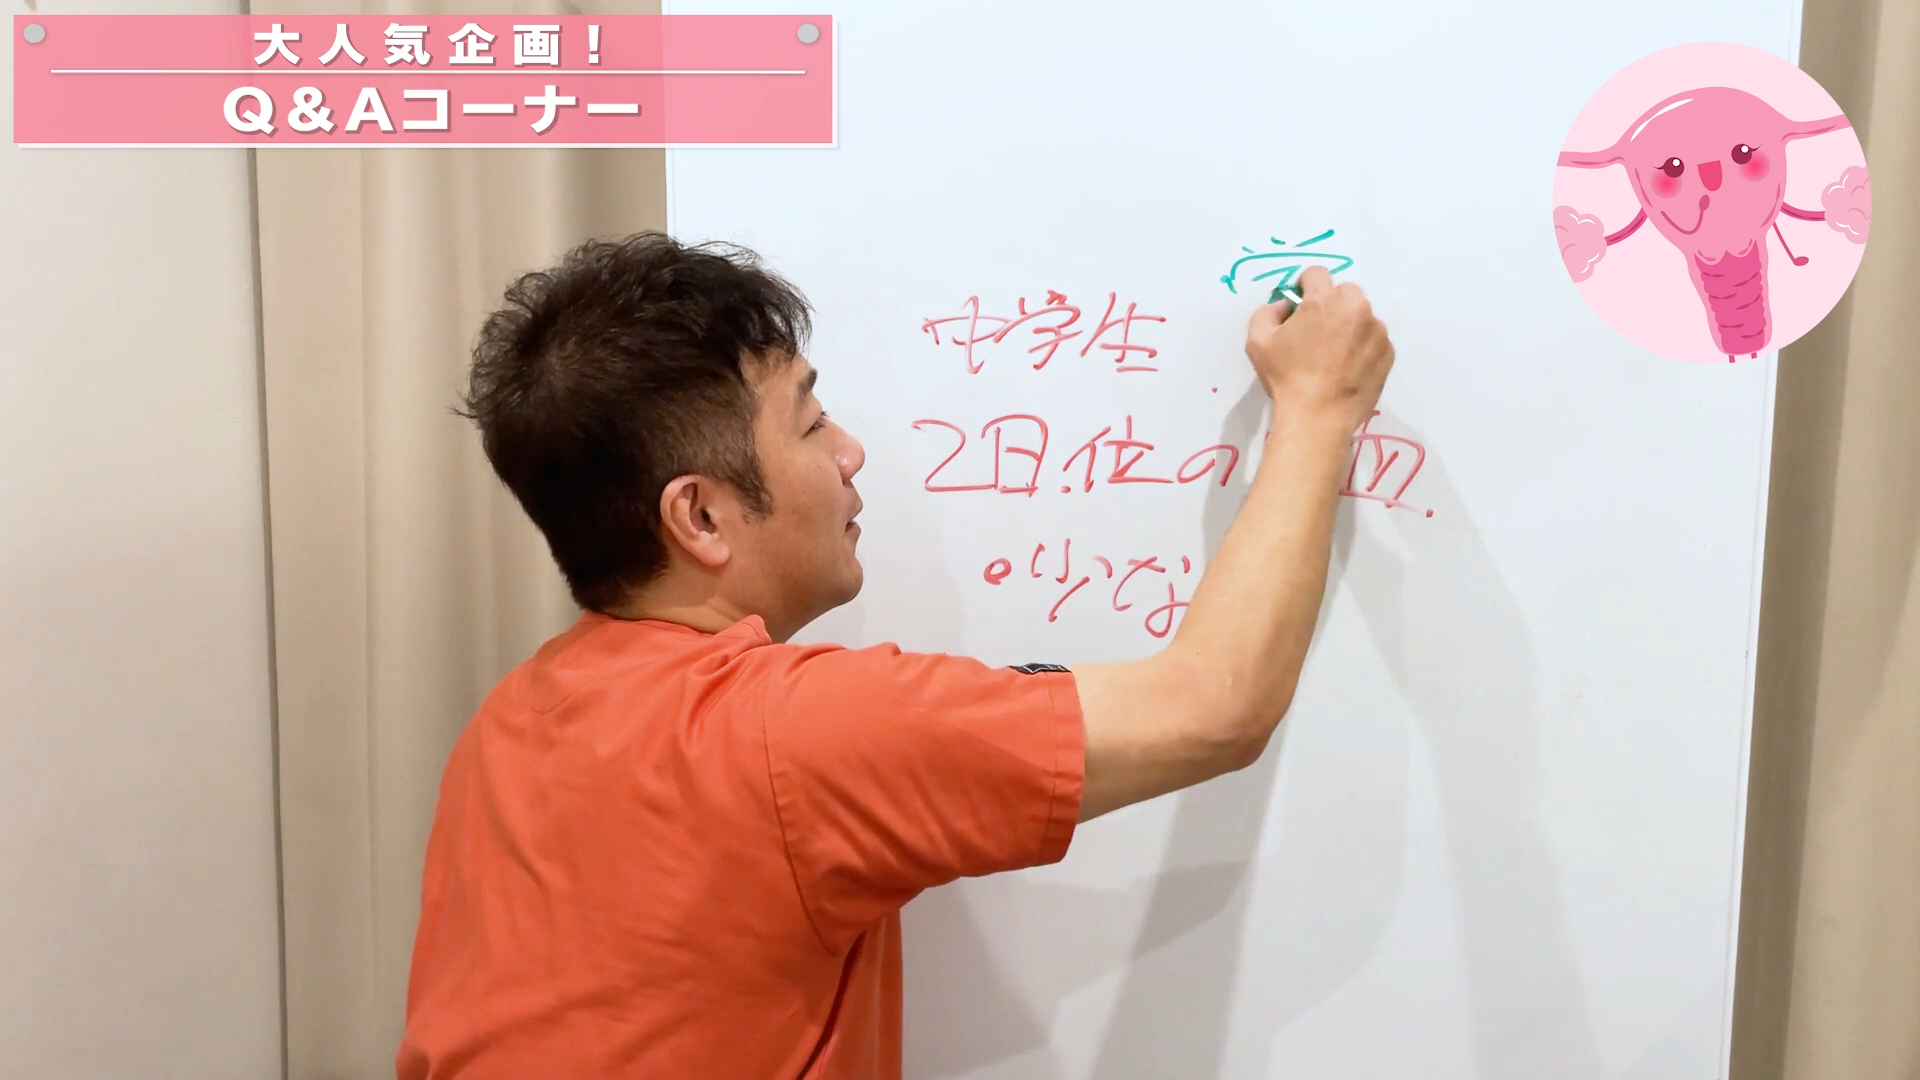 大人気企画！
Q&Aコーナー
学
中学生
2日位の 血
少な